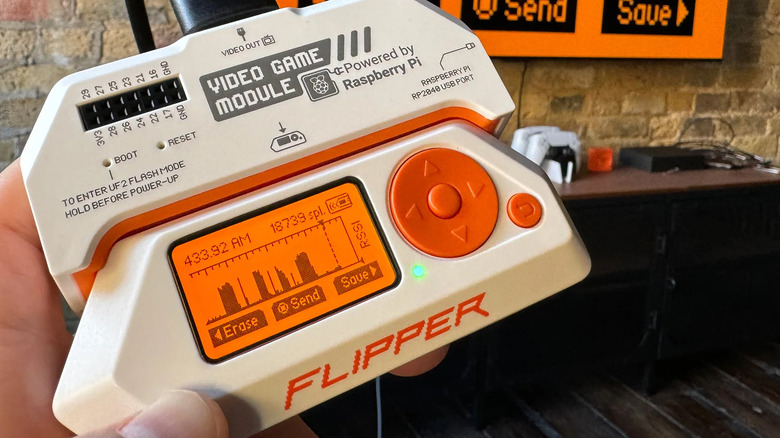 Send
Save
VIDEO OUT
VIDEO GAME
MODULE
Powered by
Raspberry Pi
RASPBERRY PI
RP2040 USB PORT
29 27 25 23 21 16 GND
3V3 28 26 24 22 17 GND
BOOT
RESET
TO ENTER UF2 FLASH MODE
HOLD BEFORE POWER-UP
433.92 AM
18739 spl.
RSSI
Erase
Send
Save
FLIPPER